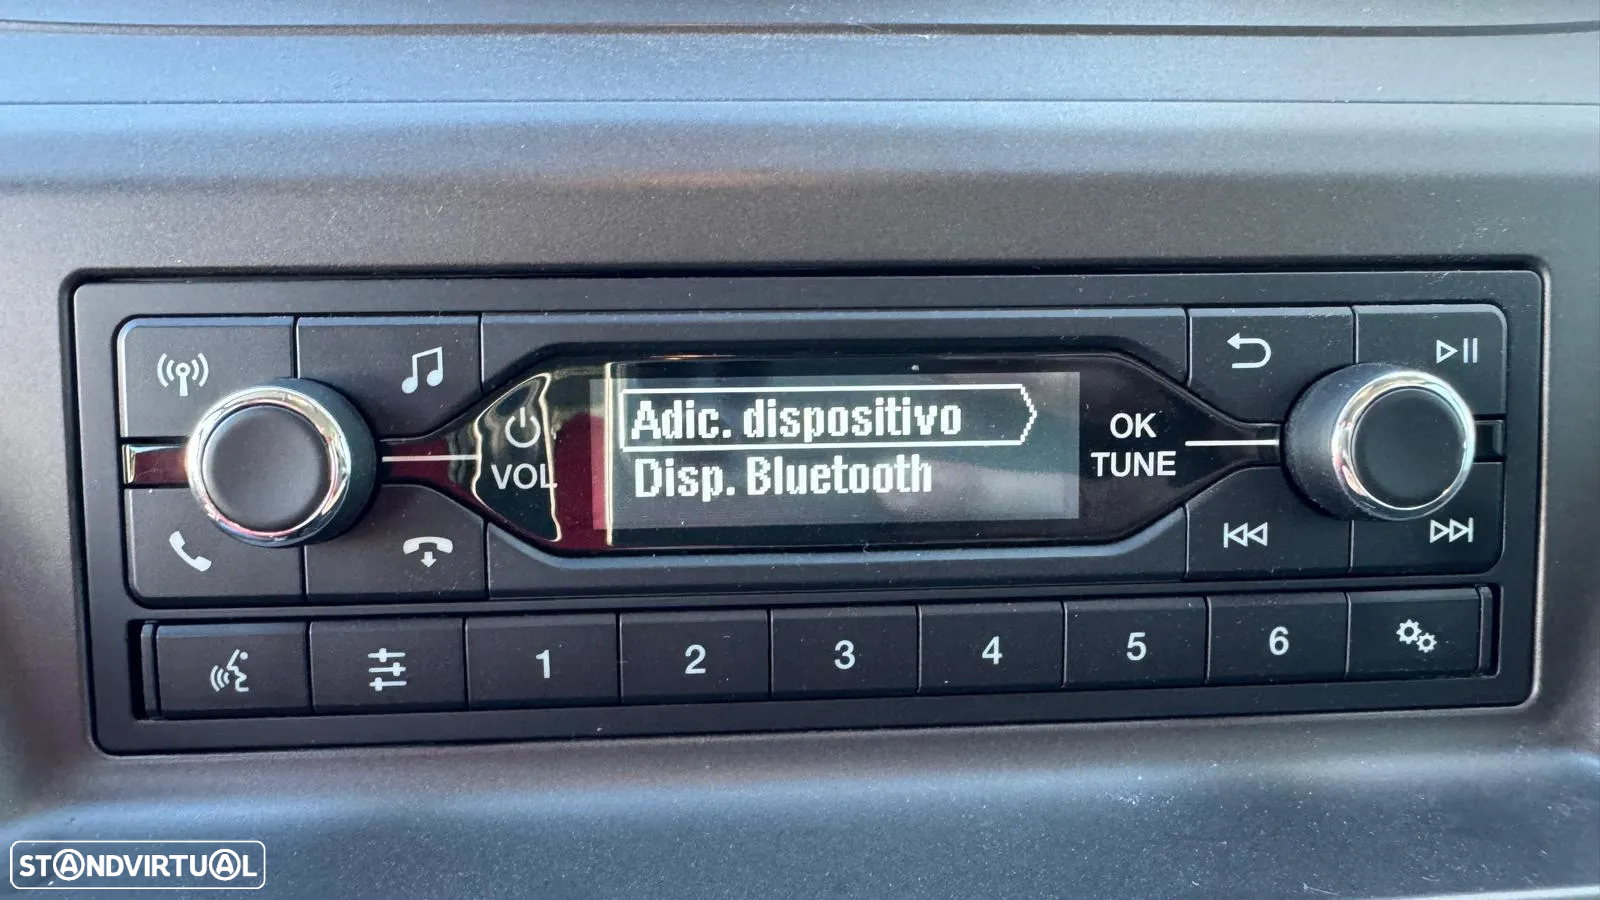 Adic. dispositivo
Disp. Bluetooth
VOL
OK
TUNE
1 2 3 4 5 6
STANDVIRTUAL